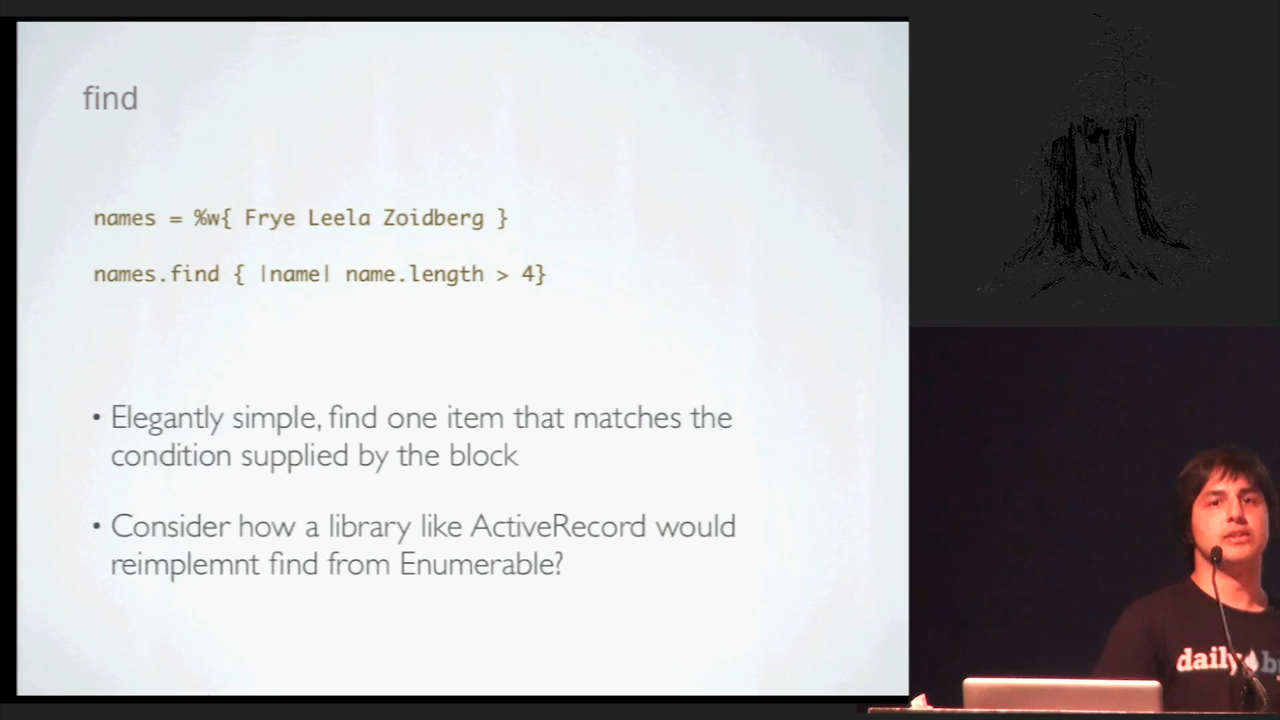 find
names = %w{ Frye Leela Zoidberg }
names.find { |name| name.length > 4}
• Elegantly simple, find one item that matches the
condition supplied by the block
• Consider how a library like ActiveRecord would
reimplemnt find from Enumerable?
daily